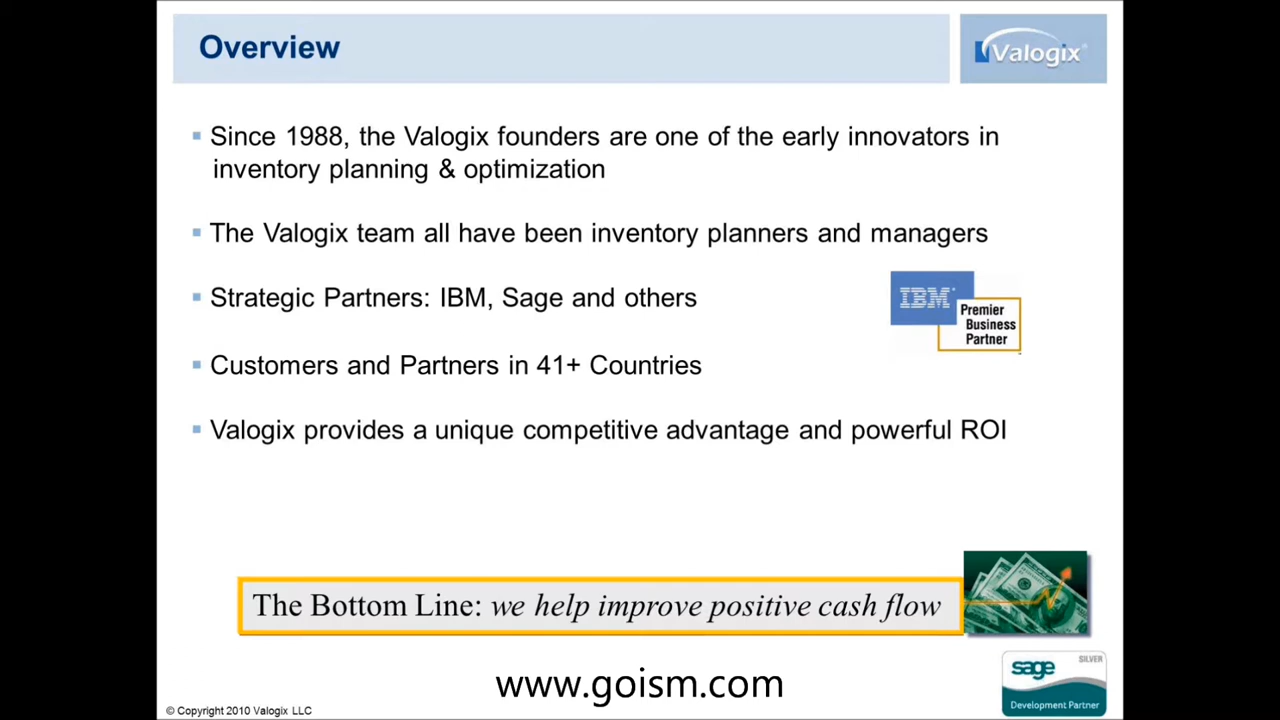 Overview
Valogix
Since 1988, the Valogix founders are one of the early innovators in
inventory planning & optimization
The Valogix team all have been inventory planners and managers
Strategic Partners: IBM, Sage and others
IBM
Premier
Business
Partner
Customers and Partners in 41+ Countries
Valogix provides a unique competitive advantage and powerful ROI
The Bottom Line: we help improve positive cash flow
www.goism.com
sage
SILVER
Development Partner
© Copyright 2010 Valogix LLC